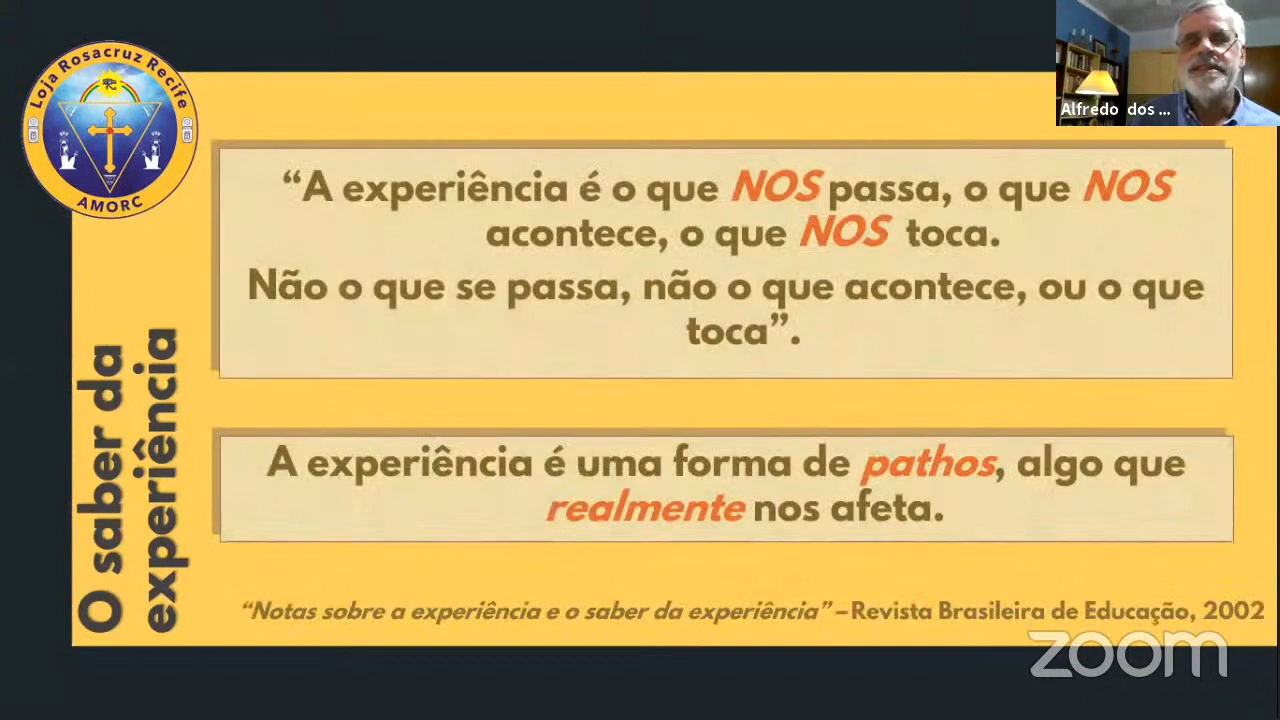 Loja Rosacruz Recife
AMORC
Alfredo dos ...
“A experiência é o que NOS passa, o que NOS
acontece, o que NOS toca.
Não o que se passa, não o que acontece, ou o que
toca”.
O saber da
experiência
A experiência é uma forma de pathos, algo que
realmente nos afeta.
“Notas sobre a experiência e o saber da experiência” – Revista Brasileira de Educação, 2002
zoom